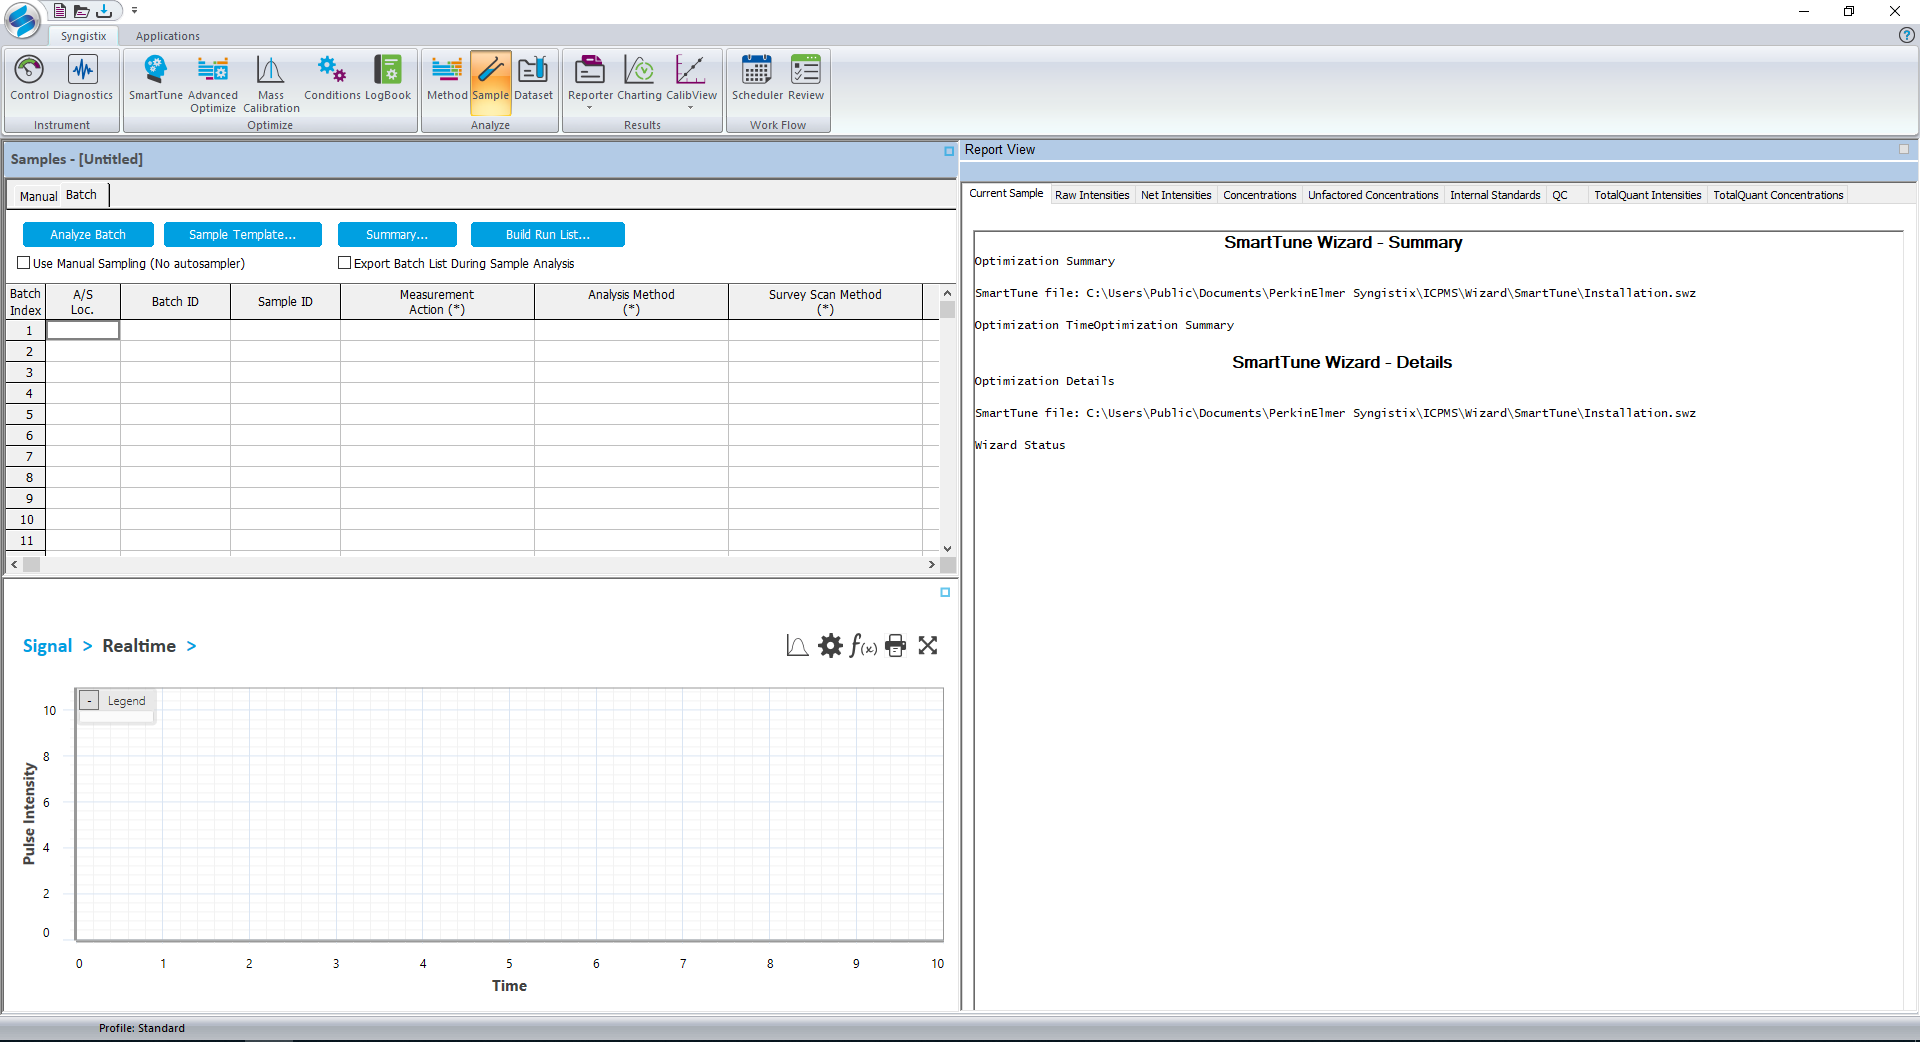 Syngistix
Applications
Control
Diagnostics
Instrument
SmartTune
Advanced Optimize
Mass Calibration
Conditions
LogBook
Optimize
Method
Sample
Dataset
Analyze
Reporter
Charting
CalibView
Results
Scheduler
Review
Work Flow
Samples - [Untitled]
Manual
Batch
Analyze Batch
Sample Template...
Summary...
Build Run List...
Use Manual Sampling (No autosampler)
Export Batch List During Sample Analysis
Batch Index
A/S Loc.
Batch ID
Sample ID
Measurement Action (*)
Analysis Method (*)
Survey Scan Method (*)
1
2
3
4
5
6
7
8
9
10
11
Signal > Realtime >
f(x)
- Legend
Pulse Intensity
10
8
6
4
2
0
0 1 2 3 4 5 6 7 8 9 10
Time
Report View
Current Sample
Raw Intensities
Net Intensities
Concentrations
Unfactored Concentrations
Internal Standards
QC
TotalQuant Intensities
TotalQuant Concentrations
SmartTune Wizard - Summary
Optimization Summary
SmartTune file: C:\Users\Public\Documents\PerkinElmer Syngistix\ICPMS\Wizard\SmartTune\Installation.swz
Optimization TimeOptimization Summary
SmartTune Wizard - Details
Optimization Details
SmartTune file: C:\Users\Public\Documents\PerkinElmer Syngistix\ICPMS\Wizard\SmartTune\Installation.swz
Wizard Status
Profile: Standard